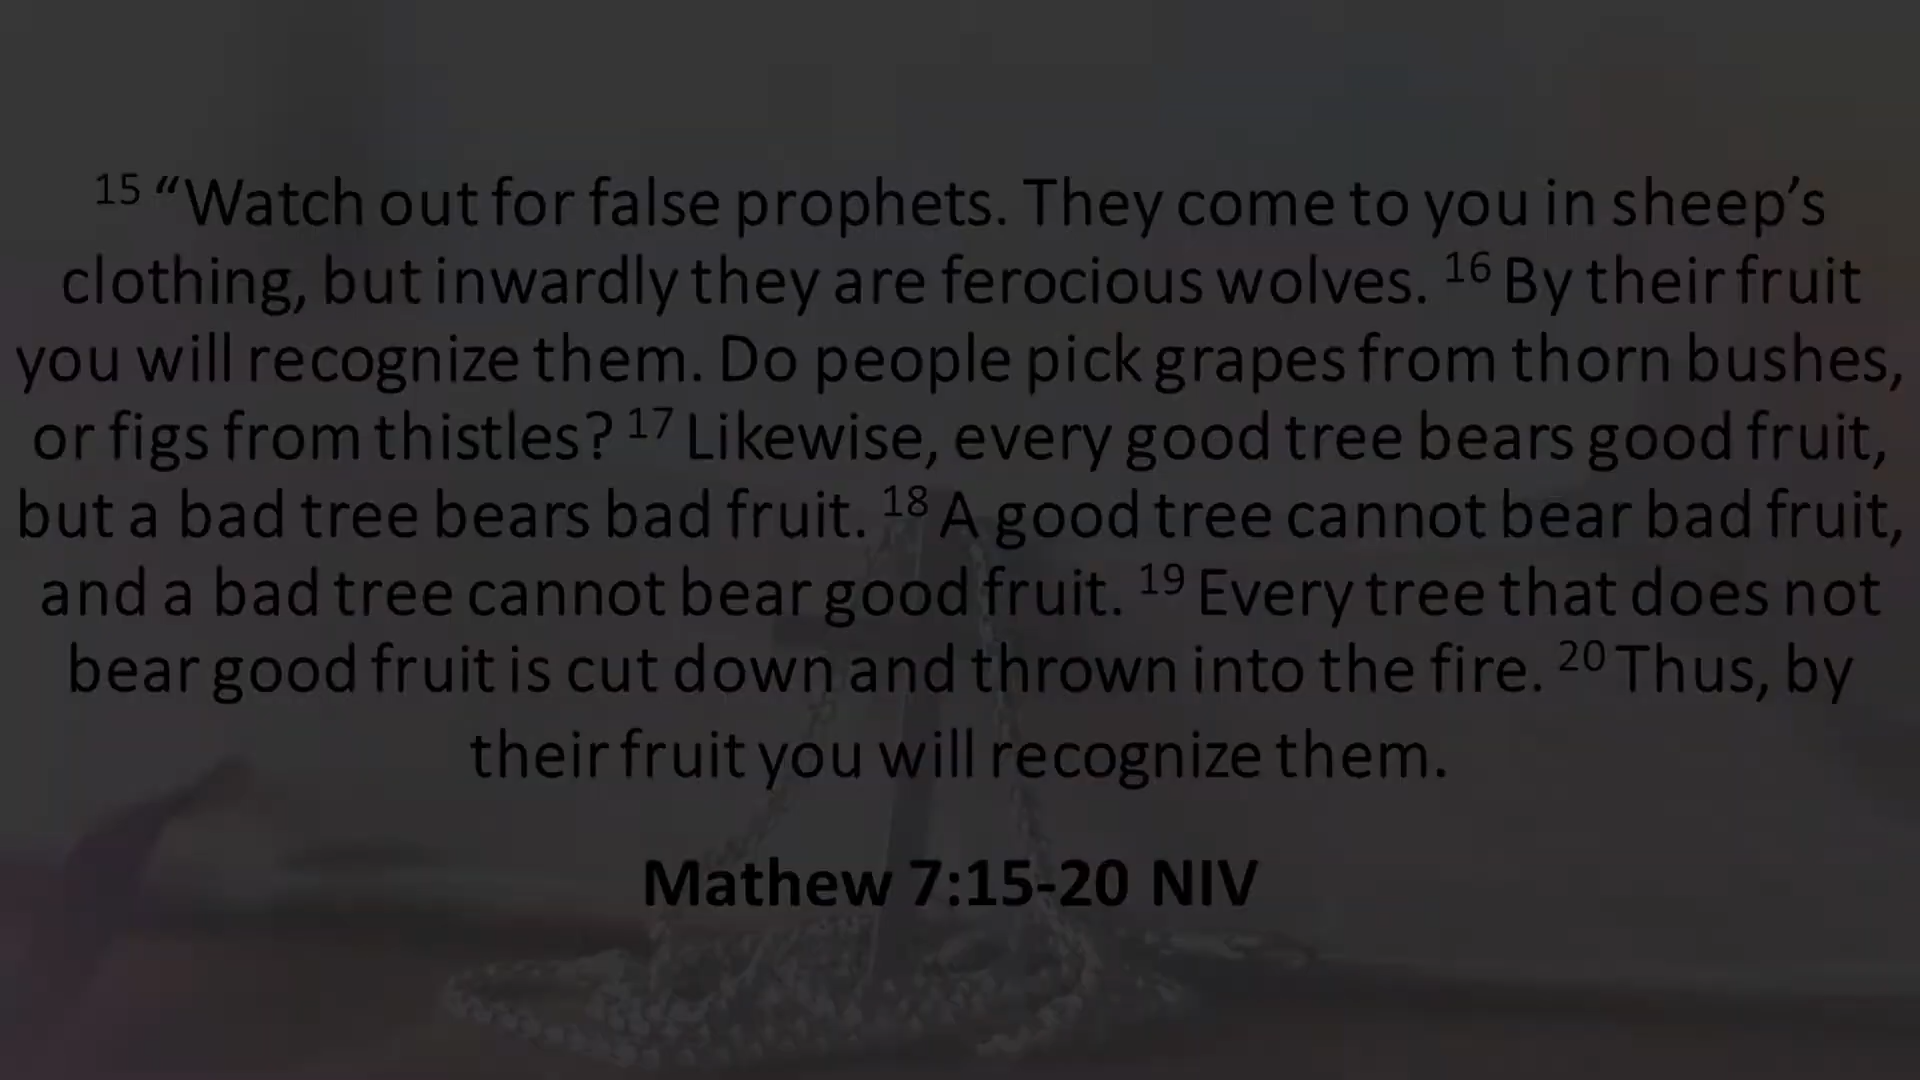 15 “Watch out for false prophets. They come to you in sheep’s
clothing, but inwardly they are ferocious wolves. 16 By their fruit
you will recognize them. Do people pick grapes from thorn bushes,
or figs from thistles? 17 Likewise, every good tree bears good fruit,
but a bad tree bears bad fruit. 18 A good tree cannot bear bad fruit,
and a bad tree cannot bear good fruit. 19 Every tree that does not
bear good fruit is cut down and thrown into the fire. 20 Thus, by
their fruit you will recognize them.
Mathew 7:15-20 NIV